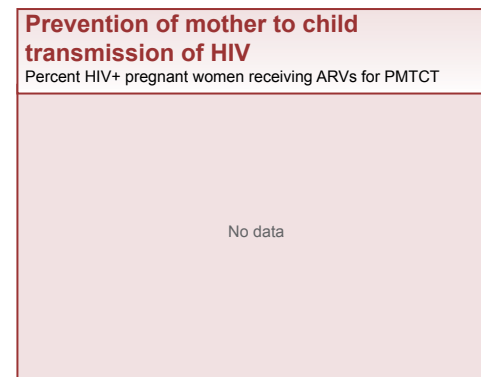 Prevention of mother to child
transmission of HIV
Percent HIV+ pregnant women receiving ARVs for PMTCT
No data